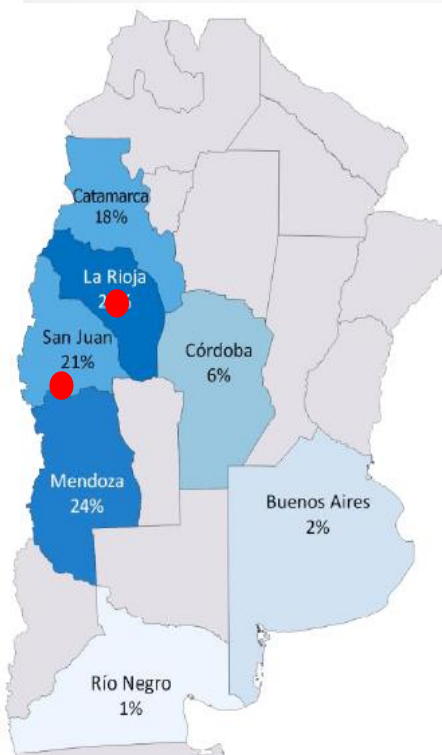 Catamarca
18%
La Rioja
San Juan
21%
Córdoba
6%
Mendoza
24%
Buenos Aires
2%
Río Negro
1%